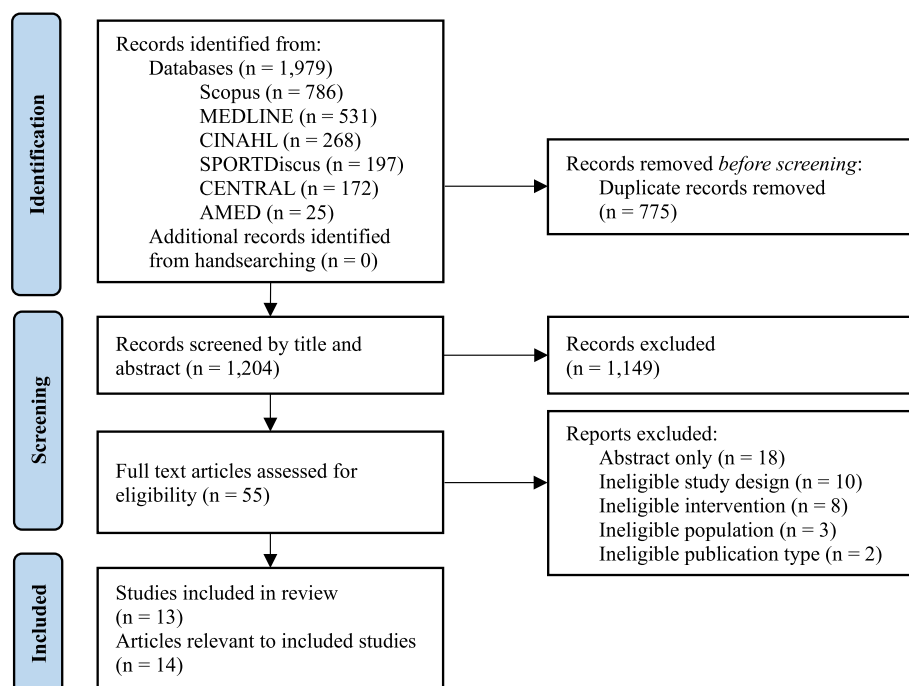 Identification
Records identified from:
Databases (n = 1,979)
Scopus = 786)
MEDLINE = 531)
CINAHL (n = 268)
SPORTDiscus = 197)
CENTRAL = 172)
AMED (n = 25)
Additional records identified
from handsearching (n = 0)
Records removed before screening:
Duplicate records removed
(n = 775)
Screening
Records screened by title and
abstract (n = 1,204)
Records excluded
(n = 1,149)
Full text articles assessed for
eligibility (n = 55)
Reports excluded:
Abstract only (n = 18)
Ineligible study design (n = 10)
Ineligible intervention (n = 8)
Ineligible population (n = 3)
Ineligible publication type (n = 2)
Included
Studies included in review
(n = 13)
Articles relevant to included studies
(n = 14)